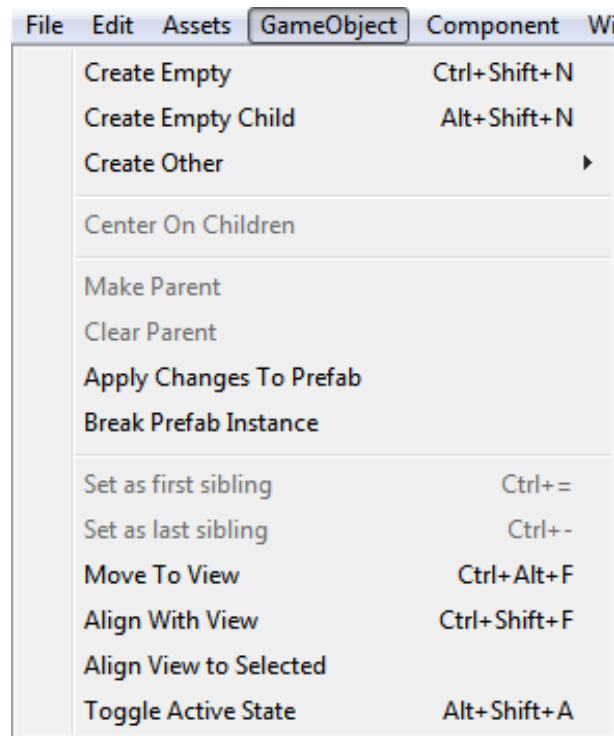 File Edit Assets GameObject Component
Create Empty Ctrl+Shift+N
Create Empty Child Alt+Shift+N
Create Other
Center On Children
Make Parent
Clear Parent
Apply Changes To Prefab
Break Prefab Instance
Set as first sibling Ctrl+=
Set as last sibling Ctrl+-
Move To View Ctrl+Alt+F
Align With View Ctrl+Shift+F
Align View to Selected
Toggle Active State Alt+Shift+A